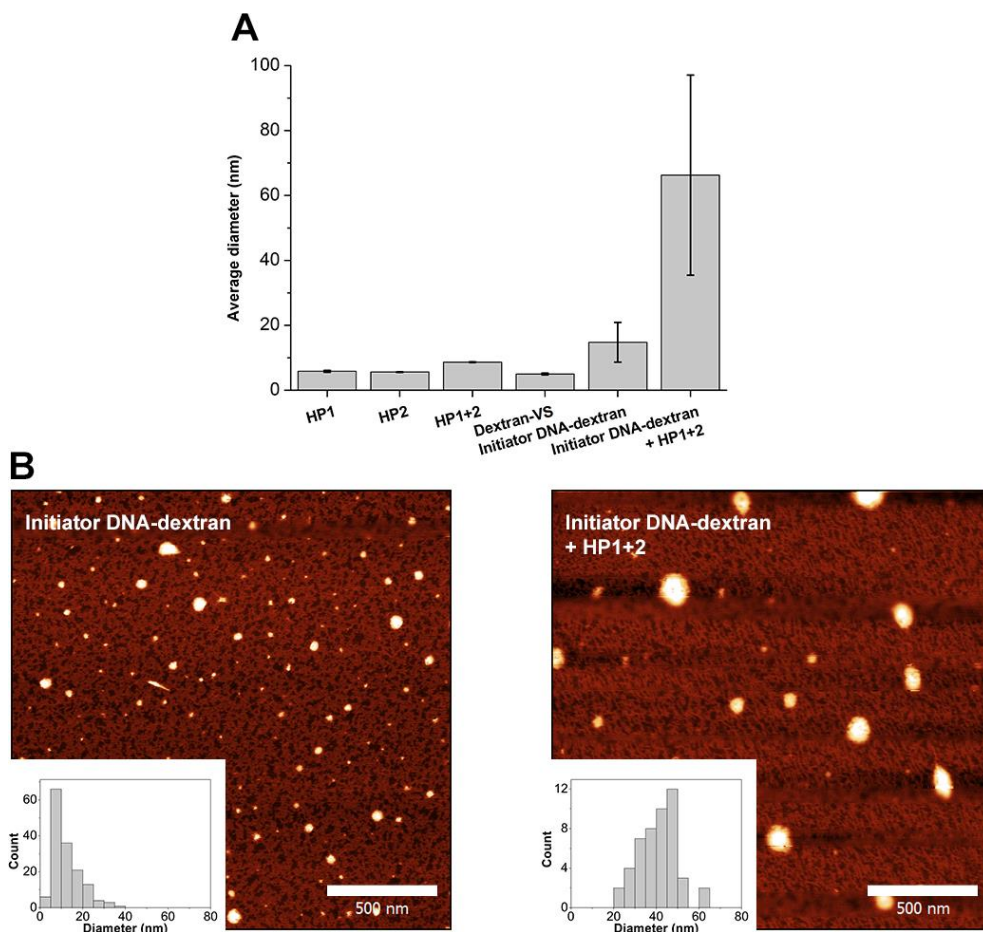 A
100
80
60
40
20
0
Average diameter (nm)
HP1
HP2
HP1+2
Dextran-VS
Initiator DNA-dextran
Initiator DNA-dextran
+ HP1+2
B
Initiator DNA-dextran
60
40
20
0
Count
0 20 40 60 80
Diameter (nm)
500 nm
Initiator DNA-dextran
+ HP1+2
12
8
4
0
Count
0 20 40 60 80
Diameter (nm)
500 nm